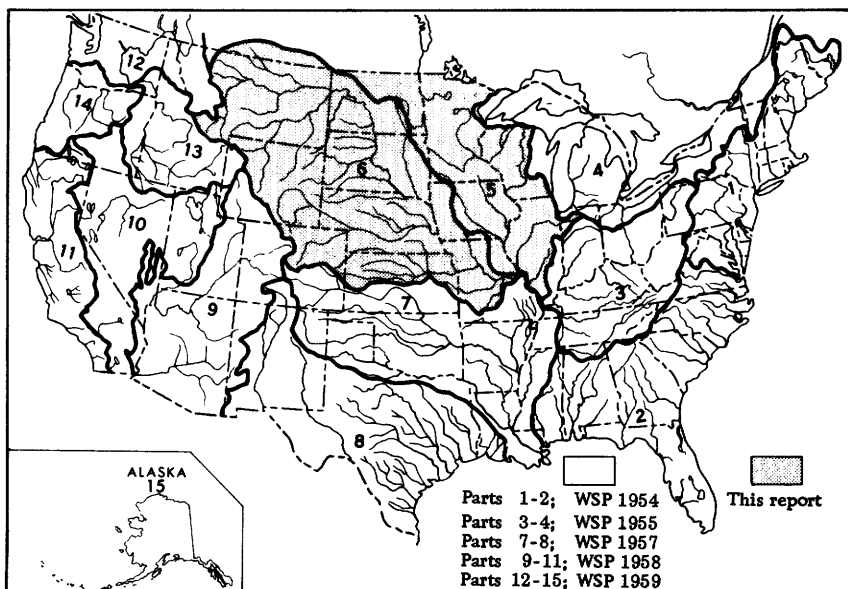 12
14
13
6
5
4
1
10
11
9
7
3
2
8
ALASKA
15
This report
Parts 1-2; WSP 1954
Parts 3-4; WSP 1955
Parts 7-8; WSP 1957
Parts 9-11; WSP 1958
Parts 12-15; WSP 1959